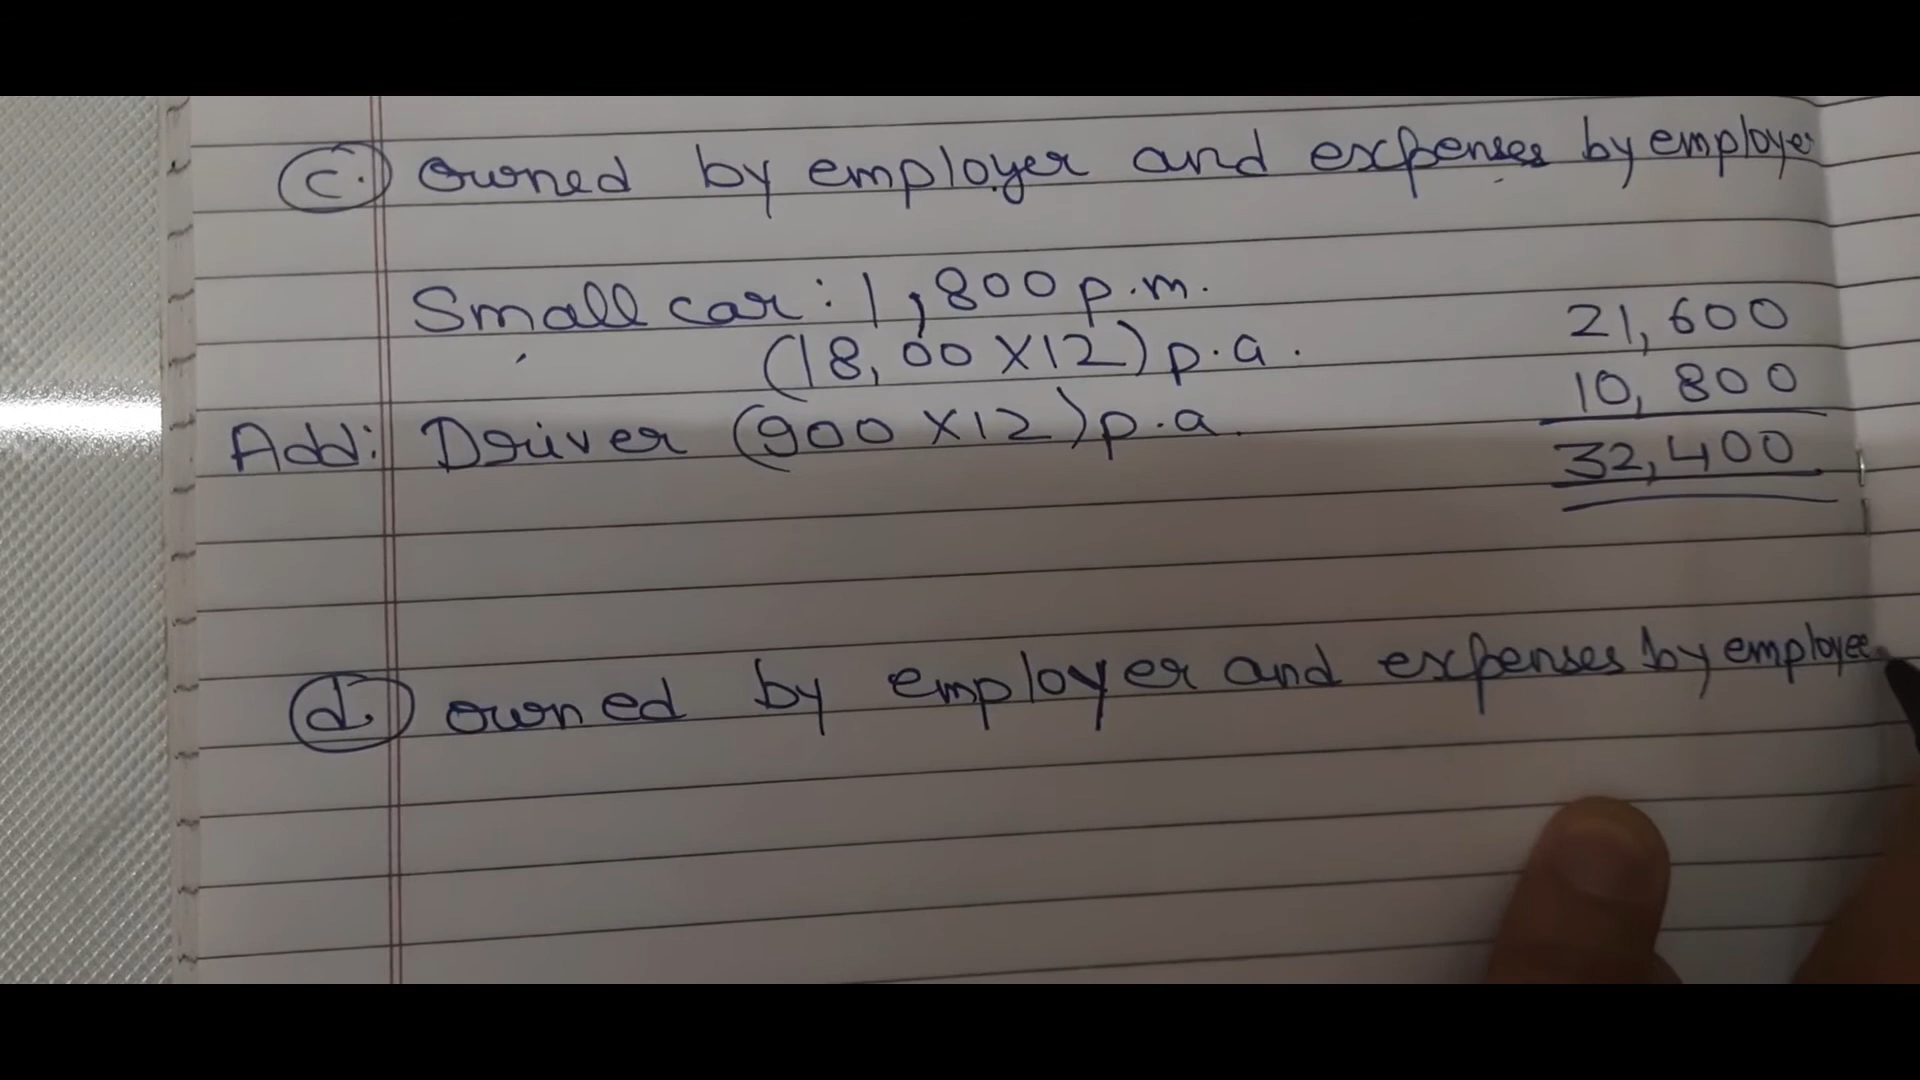 c. owned by employer and expenses by employer
Small car : 1,800 p.m.
(18,00 X12) p.a. 21,600
Add: Driver (900 X12) p.a. 10,800
32,400
d. owned by employer and expenses by employee